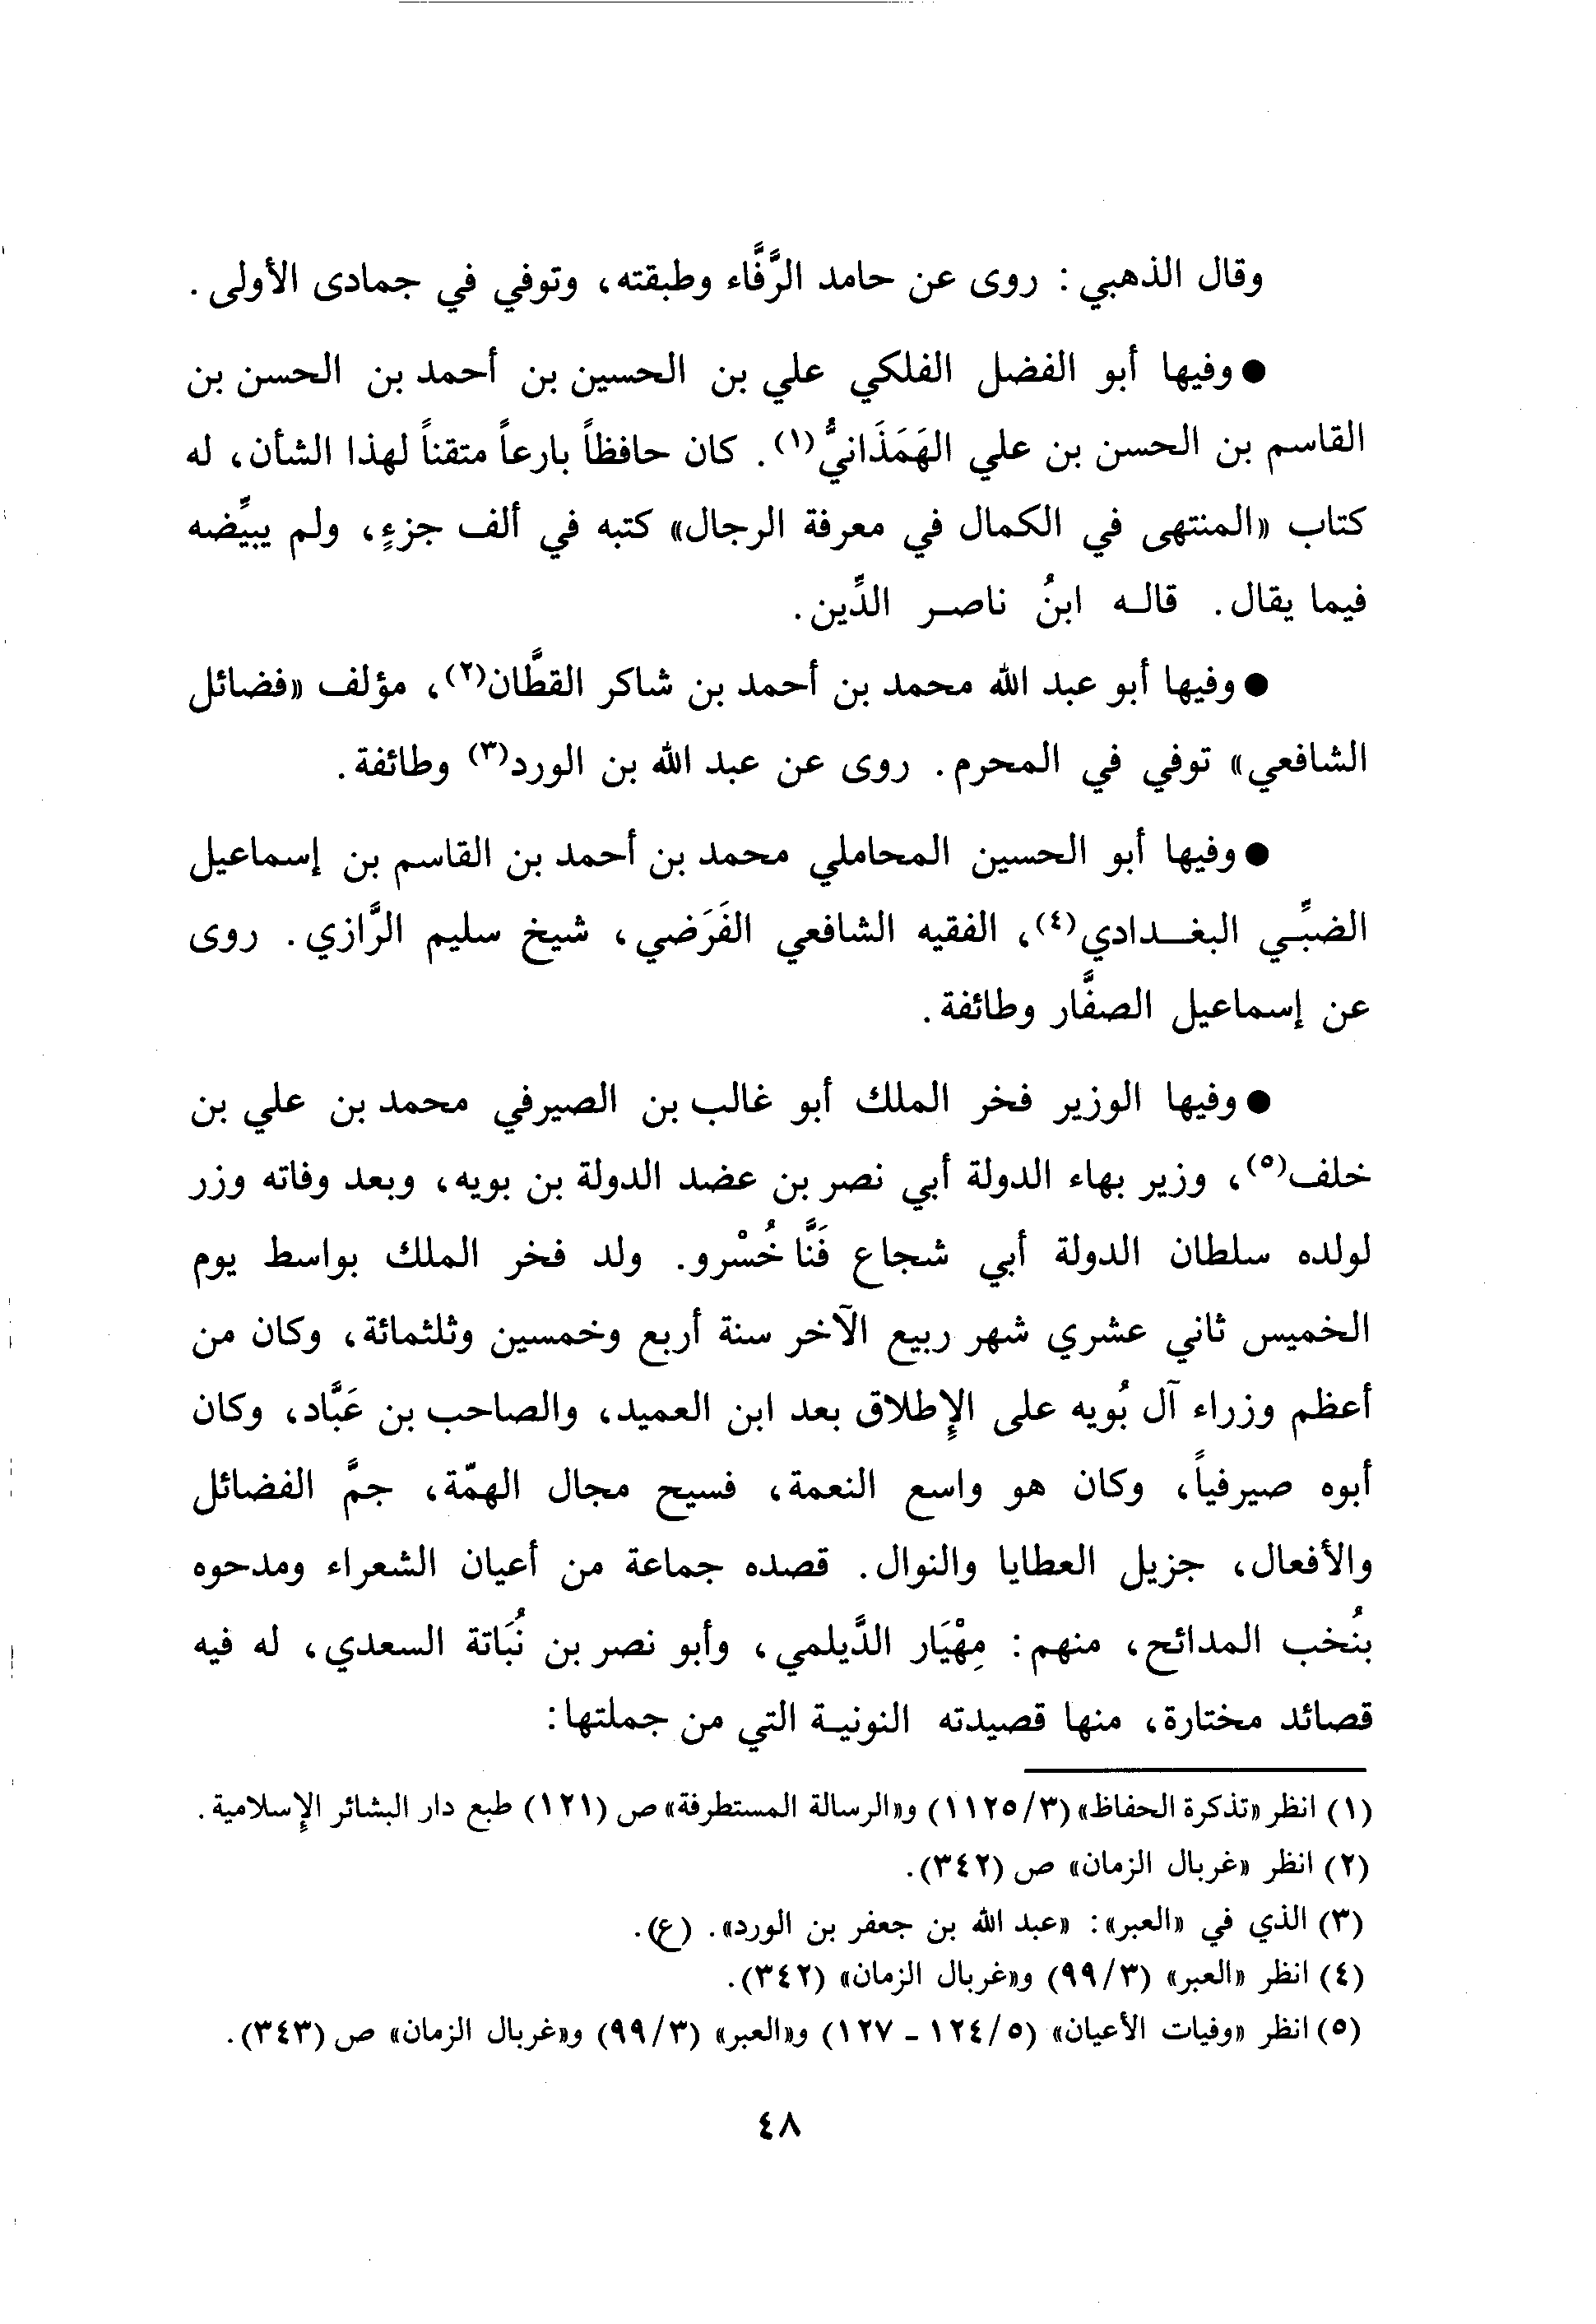 وقال الذهبي: روى عن حامد الرَّفَّاء وطبقته، وتوفي في جمادى الأولى.
● وفيها أبو الفضل الفلكي علي بن الحسين بن أحمد بن الحسن بن
القاسم بن الحسن بن علي الهَمَذَانيُّ(١). كان حافظاً بارعاً متقناً لهذا الشأن، له
كتاب «المنتهى في الكمال في معرفة الرجال» كتبه في ألف جزءٍ، ولم يبيِّضه
فيما يقال. قاله ابنُ ناصر الدِّين.
● وفيها أبو عبد الله محمد بن أحمد بن شاكر القطَّان(٢)، مؤلف «فضائل
الشافعي» توفي في المحرم. روى عن عبد الله بن الورد(٣) وطائفة.
● وفيها أبو الحسين المحاملي محمد بن أحمد بن القاسم بن إسماعيل
الضبِّي البغدادي(٤)، الفقيه الشافعي الفَرَضي، شيخ سليم الرَّازي. روى
عن إسماعيل الصفَّار وطائفة.
● وفيها الوزير فخر الملك أبو غالب بن الصيرفي محمد بن علي بن
خلف(٥)، وزير بهاء الدولة أبي نصر بن عضد الدولة بن بويه، وبعد وفاته وزر
لولده سلطان الدولة أبي شجاع فَنَّاخُسْرو. ولد فخر الملك بواسط يوم
الخميس ثاني عشري شهر ربيع الآخر سنة أربع وخمسين وثلثمائة، وكان من
أعظم وزراء آل بُويه على الإطلاق بعد ابن العميد، والصاحب بن عَبَّاد، وكان
أبوه صيرفياً، وكان هو واسع النعمة، فسيح مجال الهمّة، جمَّ الفضائل
والأفعال، جزيل العطايا والنوال. قصده جماعة من أعيان الشعراء ومدحوه
بنُخب المدائح، منهم: مِهْيَار الدَّيلمي، وأبو نصر بن نُبَاتة السعدي، له فيه
قصائد مختارة، منها قصيدته النونية التي من جملتها:
(١) انظر «تذكرة الحفاظ» (٣/١١٢٥) و«الرسالة المستطرفة» ص (١٢١) طبع دار البشائر الإسلامية.
(٢) انظر «غربال الزمان» ص (٣٤٢).
(٣) الذي في «العبر»: «عبد الله بن جعفر بن الورد». (ع).
(٤) انظر «العبر» (٣/٩٩) و«غربال الزمان» (٣٤٢).
(٥) انظر «وفيات الأعيان» (٥/١٢٤ - ١٢٧) و«العبر» (٣/٩٩) و«غربال الزمان» ص (٣٤٣).
٤٨